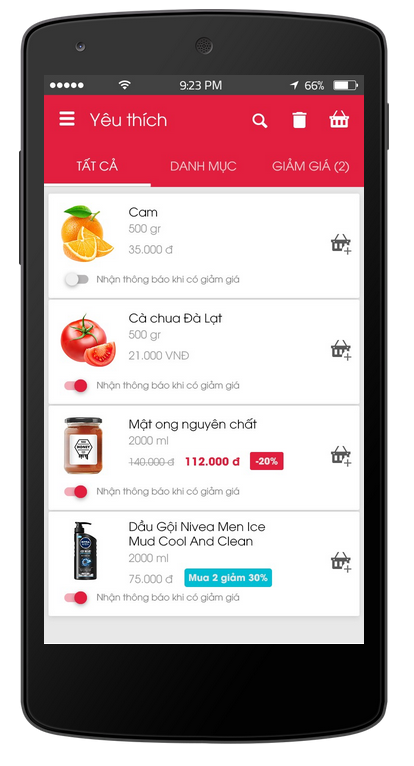 9:23 PM
66%
Yêu thích
TẤT CẢ
DANH MỤC
GIẢM GIÁ (2)
Cam
500 gr
35.000 đ
Nhận thông báo khi có giảm giá
Cà chua Đà Lạt
500 gr
21.000 VNĐ
Nhận thông báo khi có giảm giá
Mật ong nguyên chất
2000 ml
140.000 đ 112.000 đ -20%
HONEY
Nhận thông báo khi có giảm giá
Dầu Gội Nivea Men Ice
Mud Cool And Clean
2000 ml
NIVEA
MEN
75.000 đ Mua 2 giảm 30%
Nhận thông báo khi có giảm giá